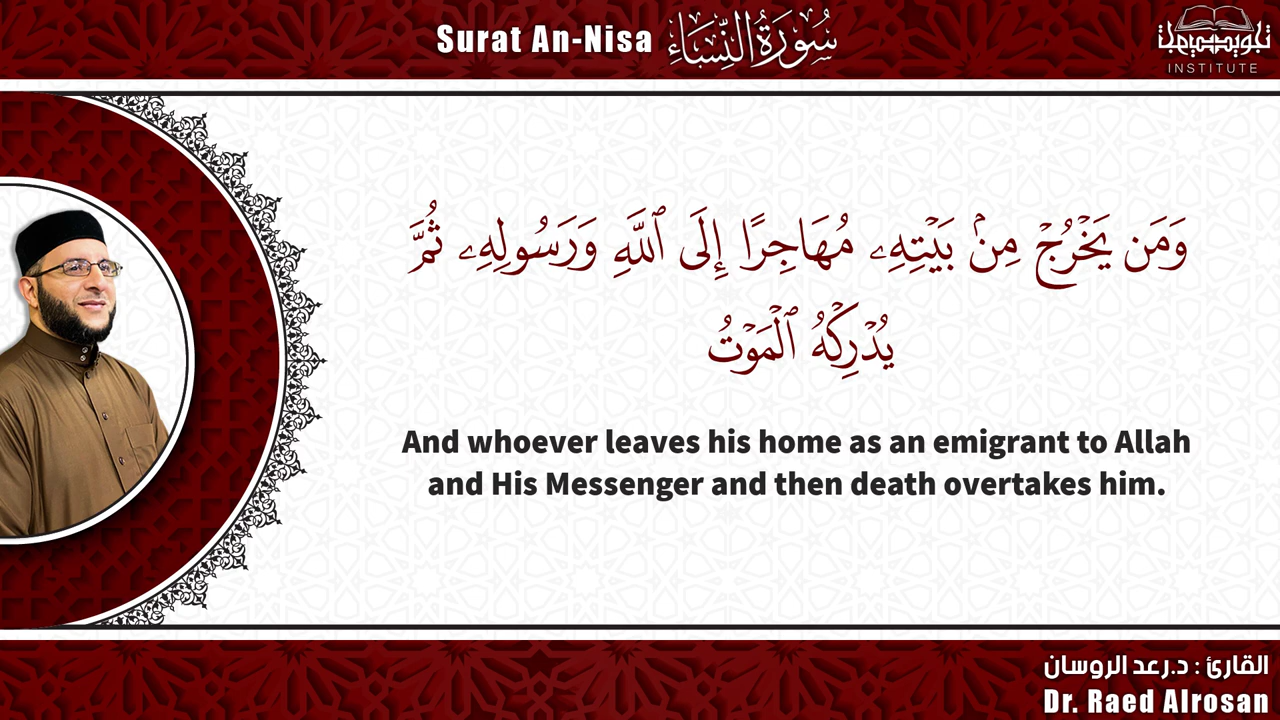 Surat An-Nisa سُورَةُ النِّسَاءِ
INSTITUTE
وَمَن يَخْرُجْ مِنۢ بَيْتِهِۦ مُهَاجِرًا إِلَى ٱللَّهِ وَرَسُولِهِۦ ثُمَّ
يُدْرِكْهُ ٱلْمَوْتُ
And whoever leaves his home as an emigrant to Allah
and His Messenger and then death overtakes him.
القارئ : د.رعد الروسان
Dr. Raed Alrosan